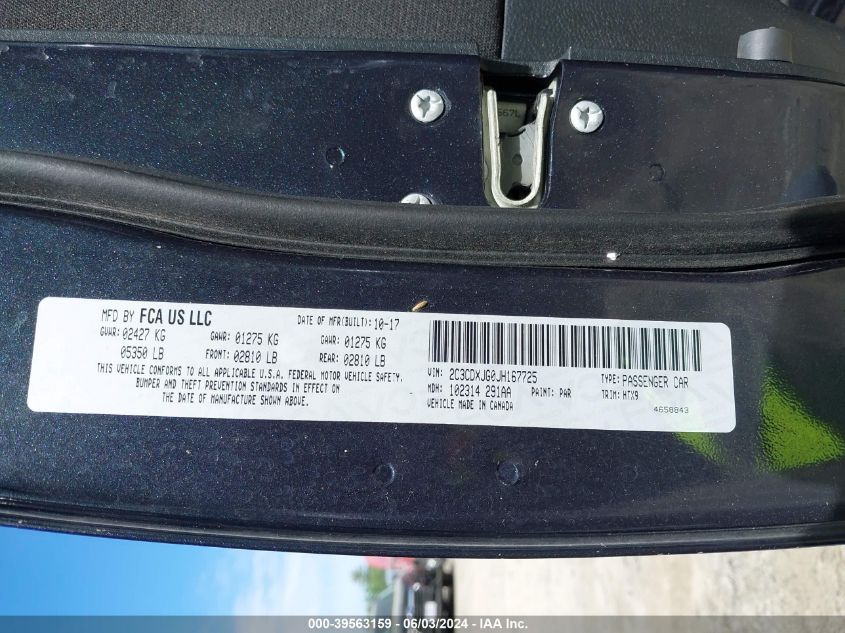 667L
MFD BY FCA US LLC
DATE OF MFR(BUILT): 10-17
GVWR: 02427 KG GAWR: 01275 KG GAWR: 01275 KG
05350 LB FRONT: 02810 LB REAR: 02810 LB
THIS VEHICLE CONFORMS TO ALL APPLICABLE U.S.A. FEDERAL MOTOR VEHICLE SAFETY,
BUMPER AND THEFT PREVENTION STANDARDS IN EFFECT ON
THE DATE OF MANUFACTURE SHOWN ABOVE.
VIN: 2C3CDXJG0JH167725 TYPE: PASSENGER CAR
MDH: 102314 291AA PAINT: PAR TRIM: HTX9
VEHICLE MADE IN CANADA 4658843
000-39563159 - 06/03/2024 - IAA Inc.